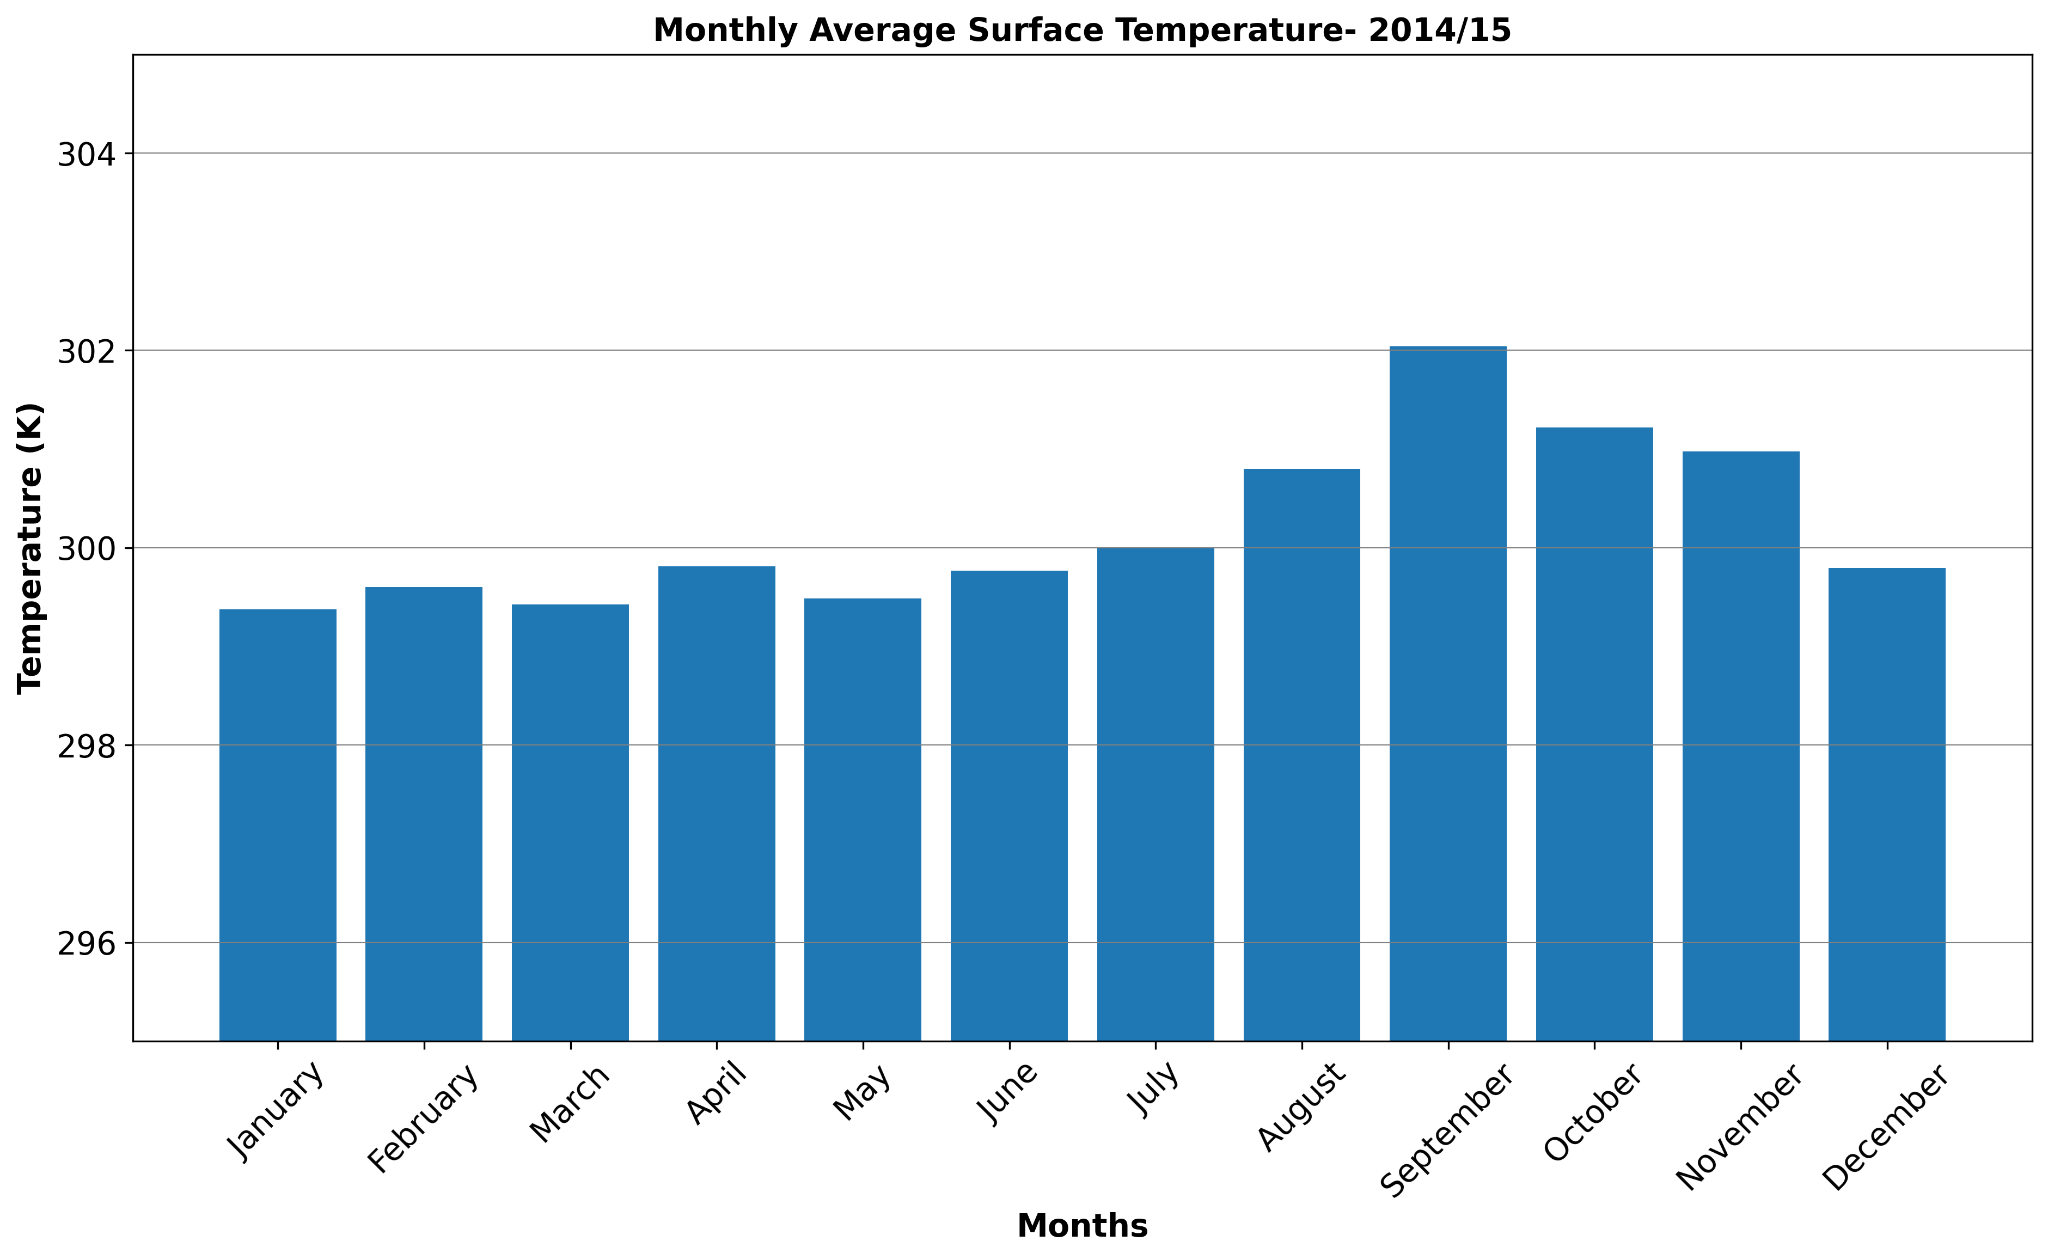 Monthly Average Surface Temperature- 2014/15
Temperature (K)
304
302
300
298
296
January
February
March
April
May
June
July
August
September
October
November
December
Months